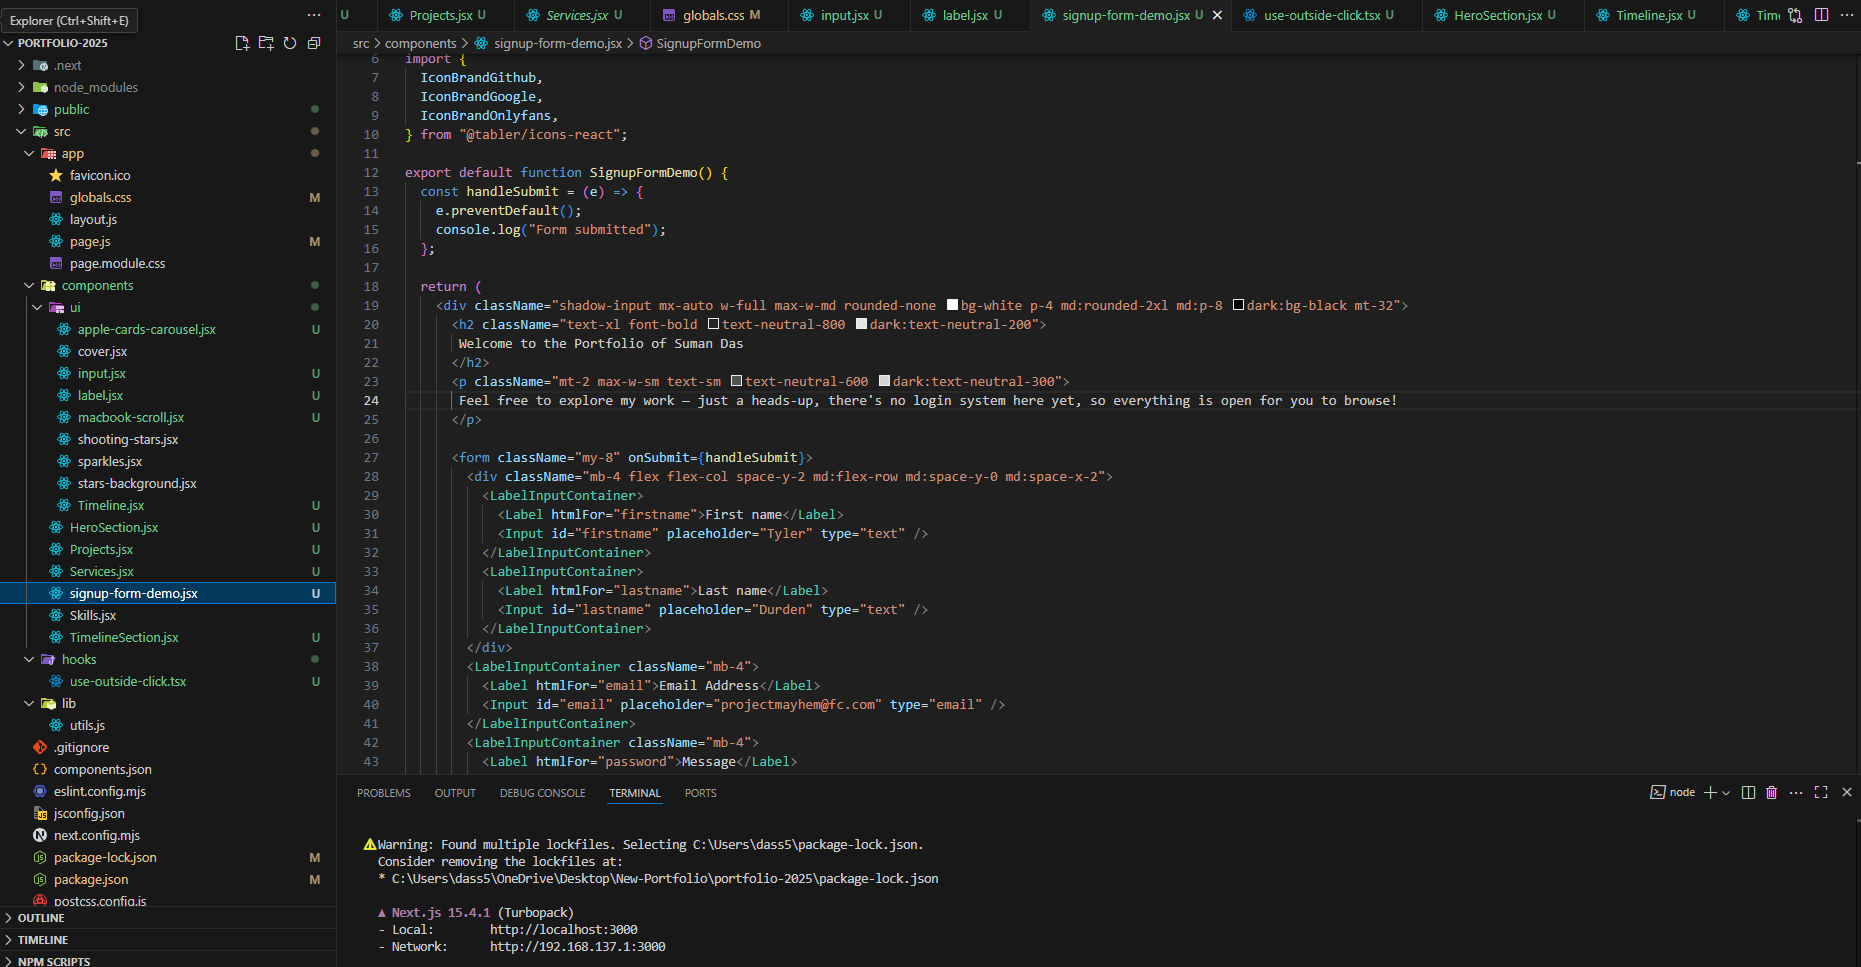 Explorer (Ctrl+Shift+E)
U
Projects.jsx U
Services.jsx U
globals.css M
input.jsx U
label.jsx U
signup-form-demo.jsx U
use-outside-click.tsx U
HeroSection.jsx U
Timeline.jsx U
PORTFOLIO-2025
.next
node_modules
public
src
app
favicon.ico
globals.css M
layout.js
page.js M
page.module.css
components
ui
apple-cards-carousel.jsx U
cover.jsx
input.jsx U
label.jsx U
macbook-scroll.jsx U
shooting-stars.jsx
sparkles.jsx
stars-background.jsx
Timeline.jsx U
HeroSection.jsx U
Projects.jsx U
Services.jsx U
signup-form-demo.jsx U
Skills.jsx
TimelineSection.jsx U
hooks
use-outside-click.tsx U
lib
utils.js
.gitignore
components.json
eslint.config.mjs
jsconfig.json
next.config.mjs
package-lock.json M
package.json M
postcss.config.js
OUTLINE
TIMELINE
NPM SCRIPTS
src > components > signup-form-demo.jsx > SignupFormDemo
6 import {
7 IconBrandGithub,
8 IconBrandGoogle,
9 IconBrandOnlyfans,
10 } from "@tabler/icons-react";
11
12 export default function SignupFormDemo() {
13 const handleSubmit = (e) => {
14 e.preventDefault();
15 console.log("Form submitted");
16 };
17
18 return (
19 <div className="shadow-input mx-auto w-full max-w-md rounded-none bg-white p-4 md:rounded-2xl md:p-8 dark:bg-black mt-32">
20 <h2 className="text-xl font-bold text-neutral-800 dark:text-neutral-200">
21 Welcome to the Portfolio of Suman Das
22 </h2>
23 <p className="mt-2 max-w-sm text-sm text-neutral-600 dark:text-neutral-300">
24 Feel free to explore my work — just a heads-up, there's no login system here yet, so everything is open for you to browse!
25 </p>
26
27 <form className="my-8" onSubmit={handleSubmit}>
28 <div className="mb-4 flex flex-col space-y-2 md:flex-row md:space-y-0 md:space-x-2">
29 <LabelInputContainer>
30 <Label htmlFor="firstname">First name</Label>
31 <Input id="firstname" placeholder="Tyler" type="text" />
32 </LabelInputContainer>
33 <LabelInputContainer>
34 <Label htmlFor="lastname">Last name</Label>
35 <Input id="lastname" placeholder="Durden" type="text" />
36 </LabelInputContainer>
37 </div>
38 <LabelInputContainer className="mb-4">
39 <Label htmlFor="email">Email Address</Label>
40 <Input id="email" placeholder="projectmayhem@fc.com" type="email" />
41 </LabelInputContainer>
42 <LabelInputContainer className="mb-4">
43 <Label htmlFor="password">Message</Label>
PROBLEMS OUTPUT DEBUG CONSOLE TERMINAL PORTS
node
Warning: Found multiple lockfiles. Selecting C:\Users\dass5\package-lock.json.
Consider removing the lockfiles at:
* C:\Users\dass5\OneDrive\Desktop\New-Portfolio\portfolio-2025\package-lock.json
▲ Next.js 15.4.1 (Turbopack)
- Local: http://localhost:3000
- Network: http://192.168.137.1:3000